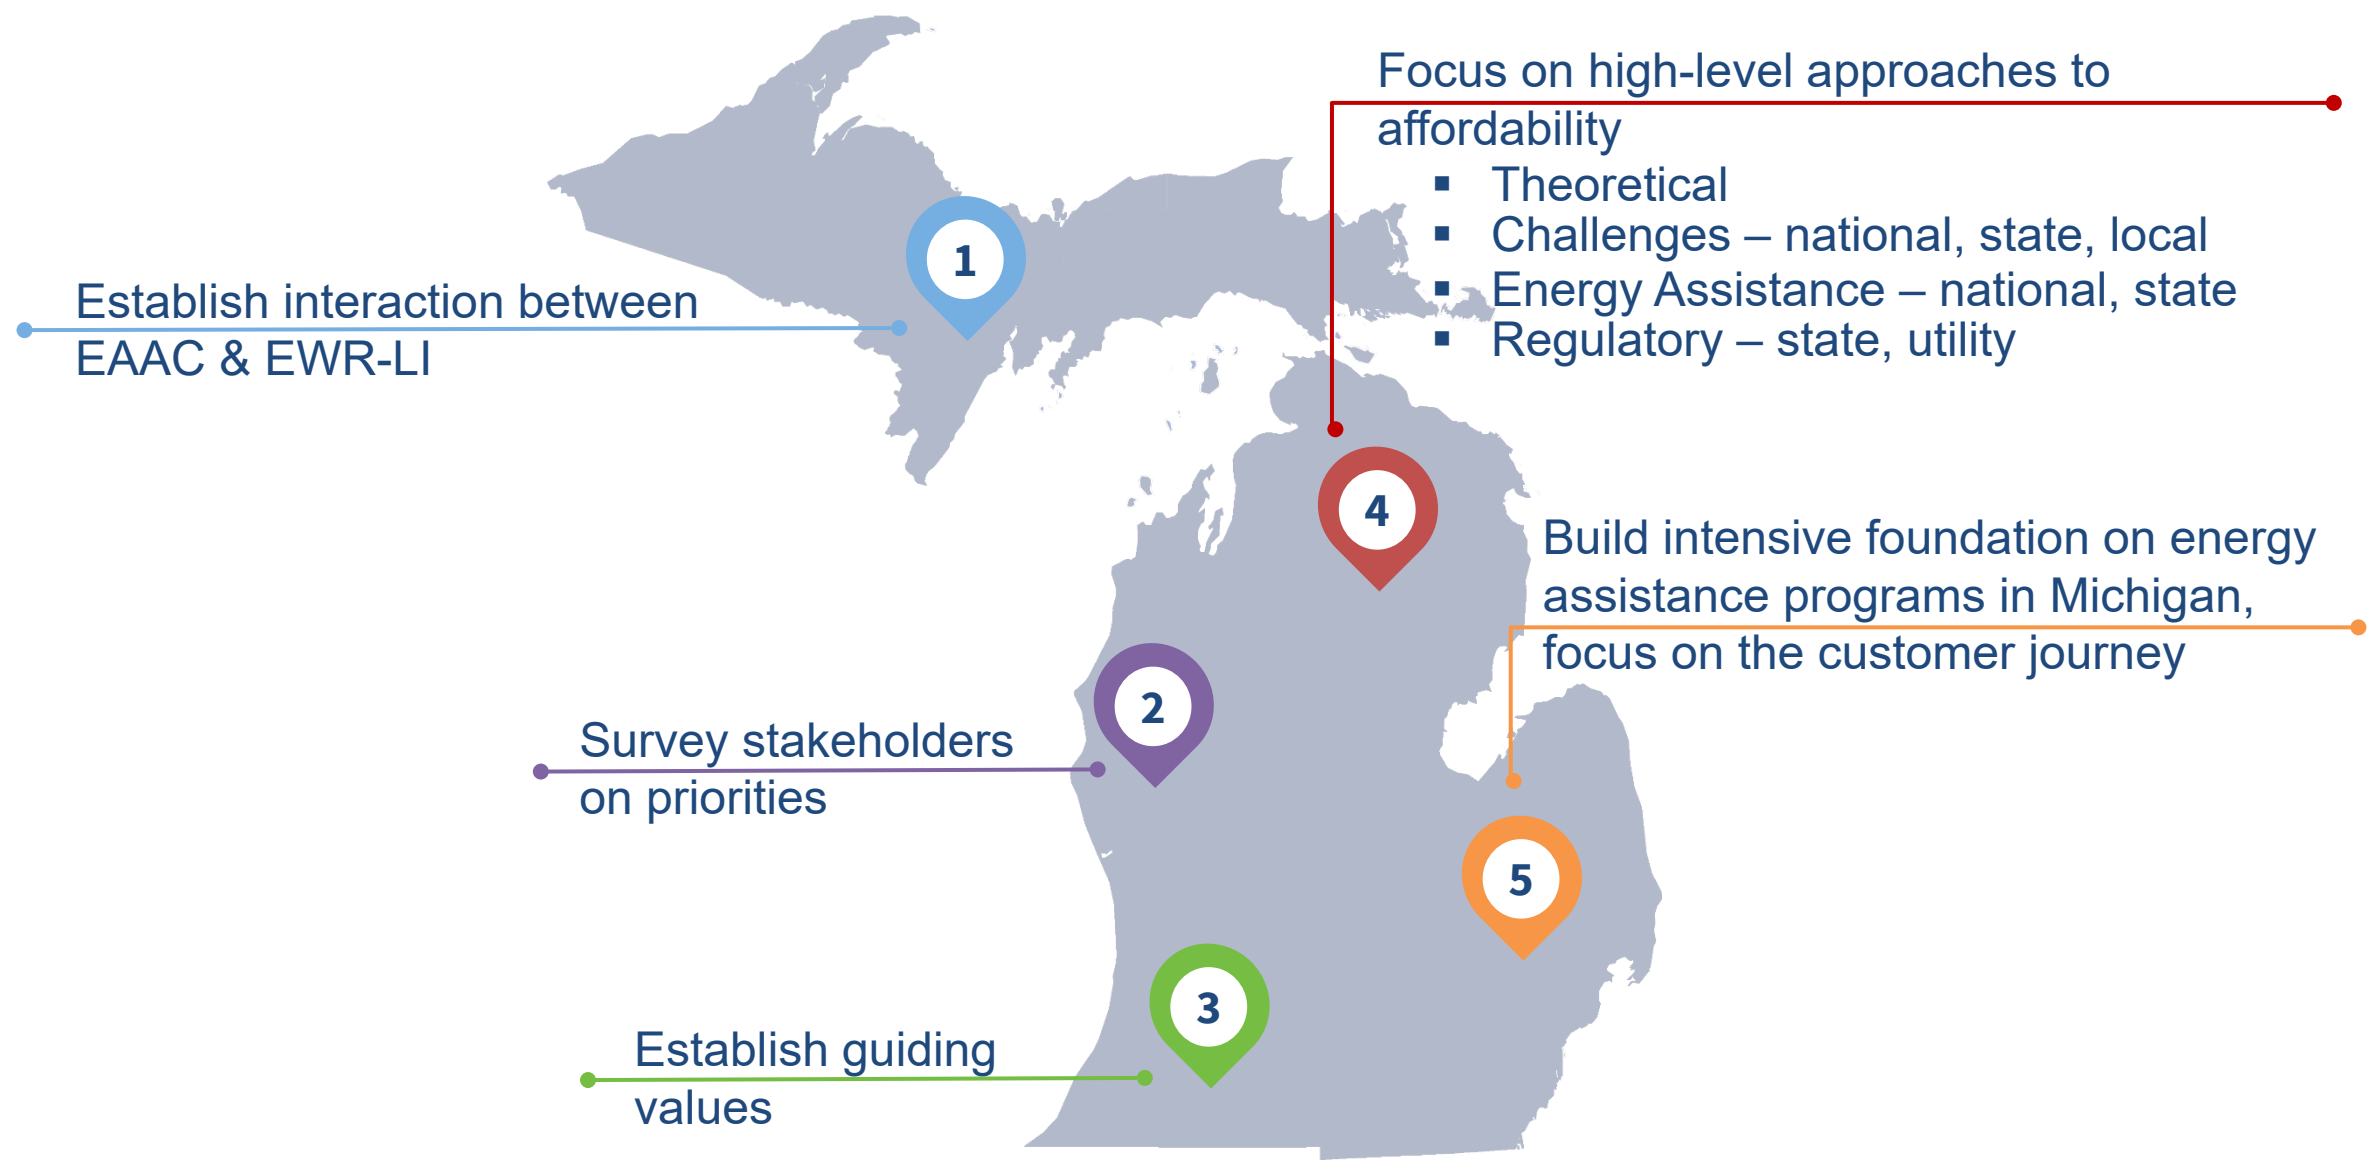 1
Establish interaction between
EAAC & EWR-LI
2
Survey stakeholders
on priorities
3
Establish guiding
values
4
Focus on high-level approaches to
affordability
▪ Theoretical
▪ Challenges – national, state, local
▪ Energy Assistance – national, state
▪ Regulatory – state, utility
5
Build intensive foundation on energy
assistance programs in Michigan,
focus on the customer journey